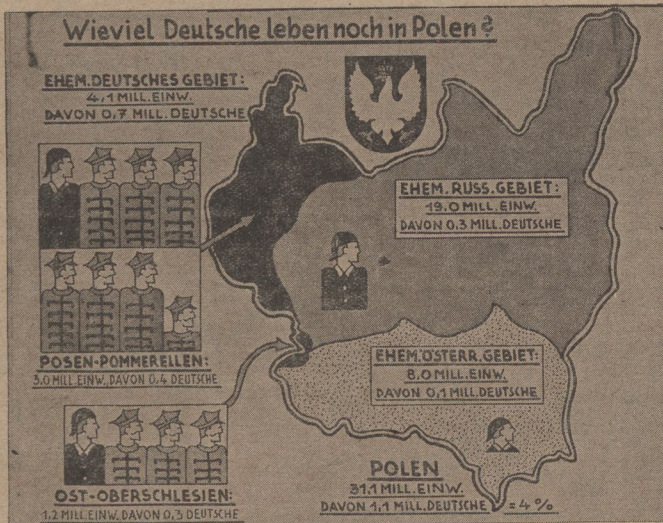 Wieviel Deutsche leben noch in Polen?
EHEM. DEUTSCHES GEBIET:
4,1 MILL. EINW.
DAVON 0,7 MILL. DEUTSCHE
EHEM. RUSS. GEBIET:
19.0 MILL. EINW.
DAVON 0,3 MILL. DEUTSCHE
POSEN-POMMERELLEN:
3.0 MILL. EINW. DAVON 0,4 DEUTSCHE
EHEM. ÖSTERR. GEBIET:
8,0 MILL. EINW.
DAVON 0,1 MILL. DEUTSCHE
OST-OBERSCHLESIEN:
1,2 MILL. EINW. DAVON 0,3 DEUTSCHE
POLEN
31,1 MILL. EINW.
DAVON 1,1 MILL. DEUTSCHE = 4 %